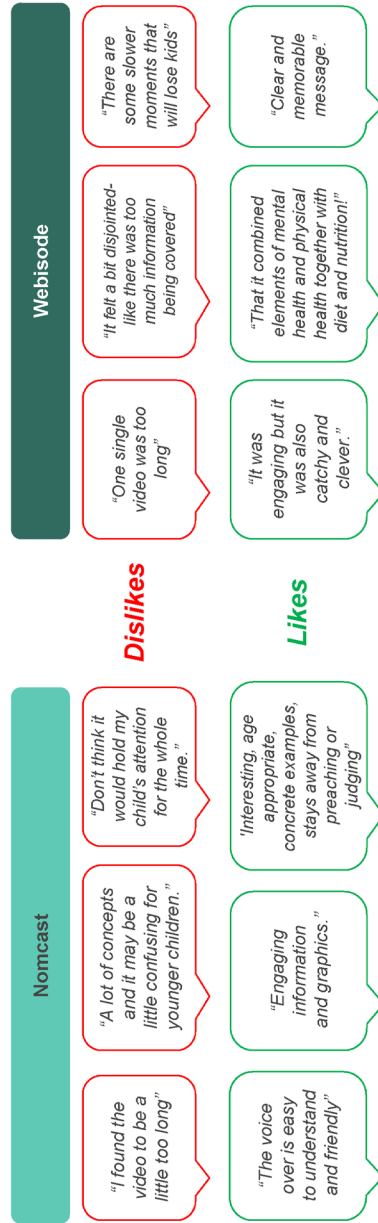 Nomcast
Webisode
“I found the
video to be a
little too long”
“A lot of concepts
and it may be a
little confusing for
younger children.”
“Don’t think it
would hold my
child’s attention
for the whole
time.”
Dislikes
“One single
video was too
long”
“It felt a bit disjointed-
like there was too
much information
being covered”
“There are
some slower
moments that
will lose kids”
“The voice
over is easy
to understand
and friendly”
“Engaging
information
and graphics.”
'Interesting, age
appropriate,
concrete examples,
stays away from
preaching or
judging”
Likes
“It was
engaging but it
was also
catchy and
clever.”
“That it combined
elements of mental
health and physical
health together with
diet and nutrition!”
“Clear and
memorable
message.”